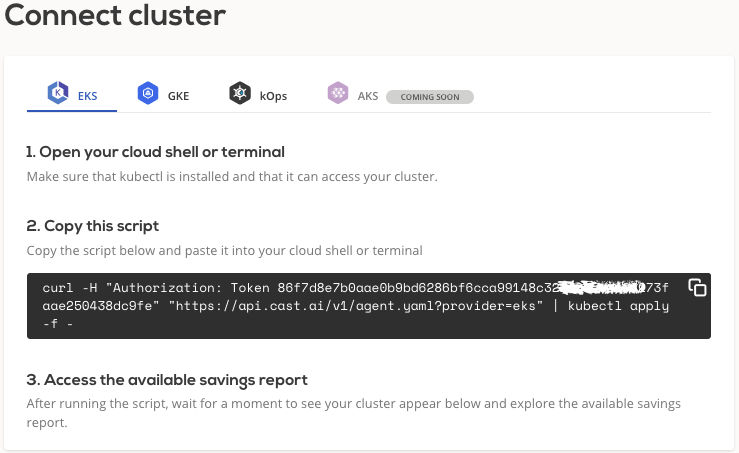 Connect cluster
EKS GKE kOps AKS COMING SOON
1. Open your cloud shell or terminal
Make sure that kubectl is installed and that it can access your cluster.
2. Copy this script
Copy the script below and paste it into your cloud shell or terminal
curl -H "Authorization: Token
aae250438dc9fe" "https://api.cast.ai/v1/agent.yaml?provider=eks" | kubectl apply
-f -
3. Access the available savings report
After running the script, wait for a moment to see your cluster appear below and explore the available savings
report.